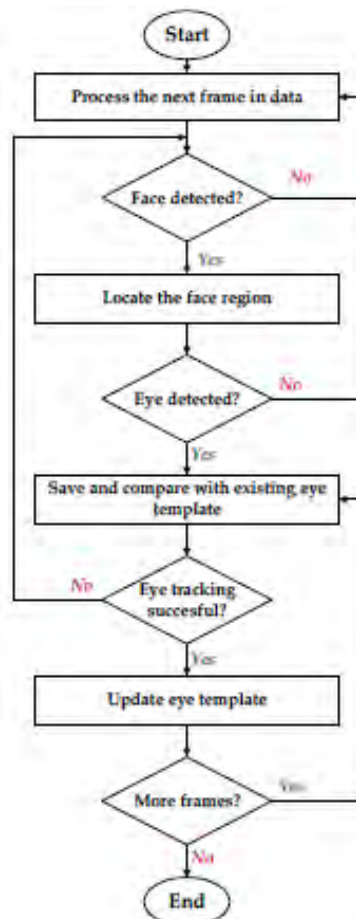 Start
Process the next frame in data
No
Face detected?
Yes
Locate the face region
No
Eye detected?
Yes
Save and compare with existing eye
template
No
Eye tracking
succesful?
Yes
Update eye template
More frames?
Yes
No
End